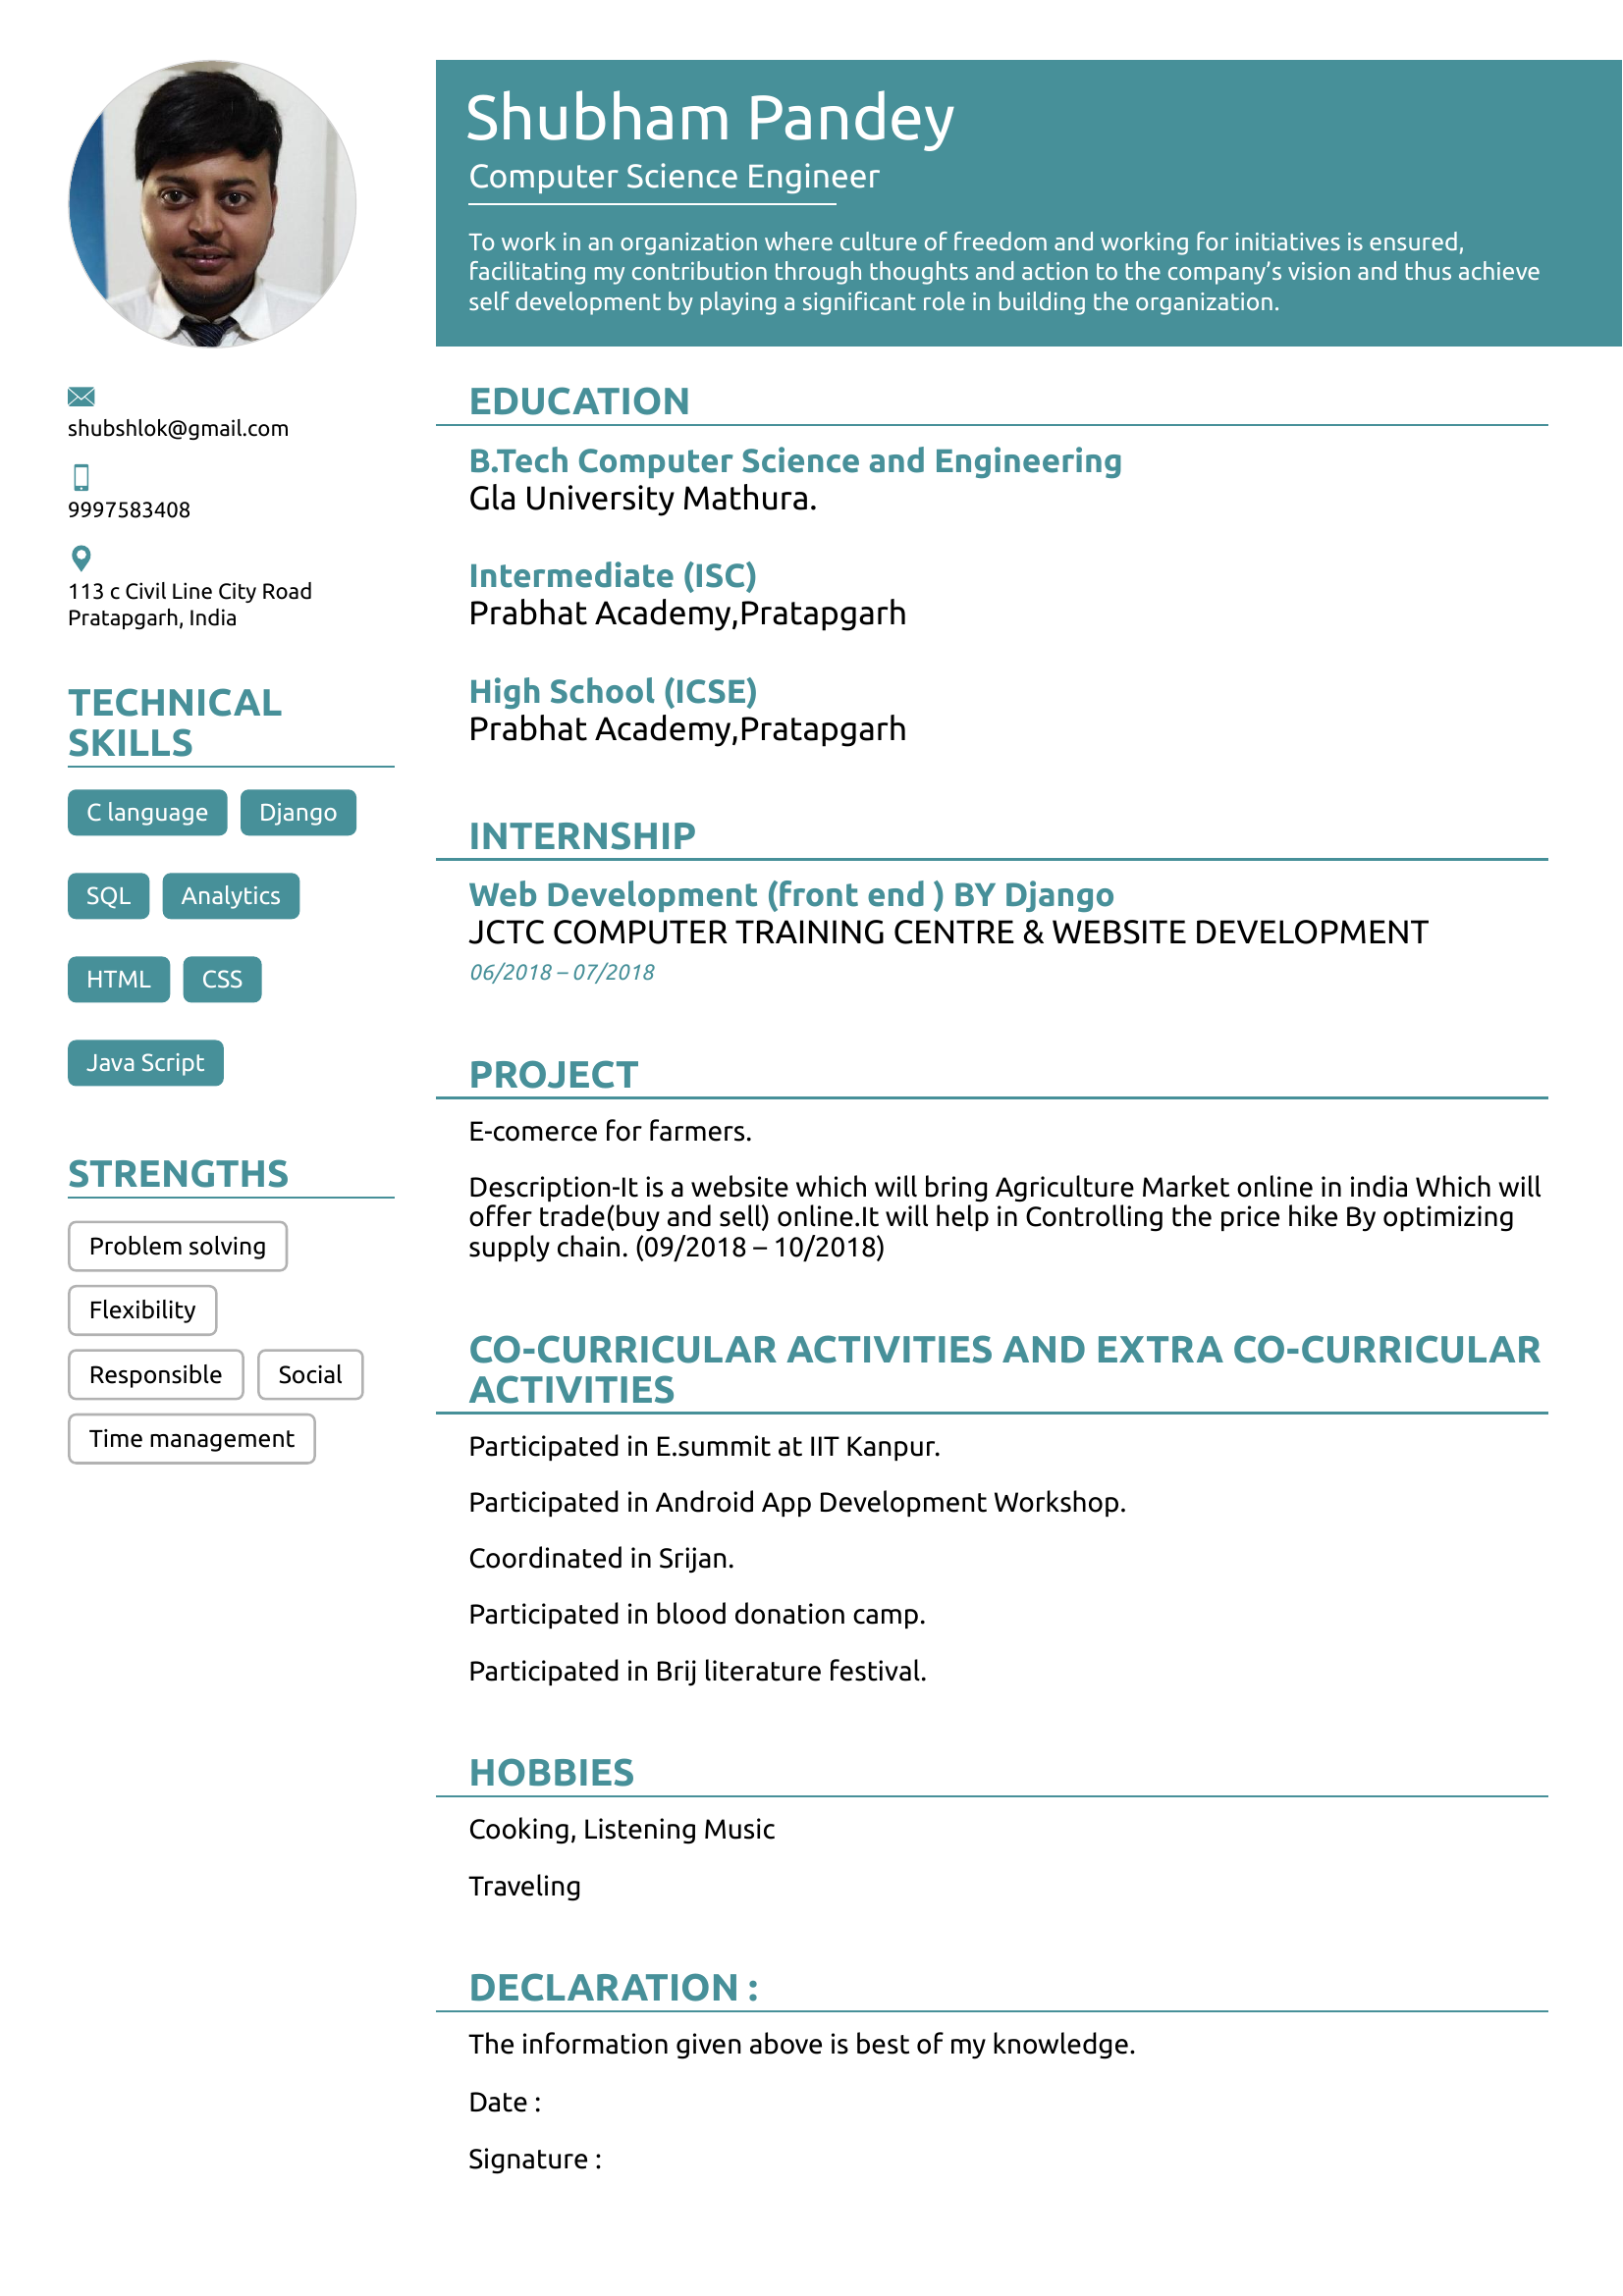 Shubham Pandey
Computer Science Engineer
To work in an organization where culture of freedom and working for initiatives is ensured,
facilitating my contribution through thoughts and action to the company’s vision and thus achieve
self development by playing a significant role in building the organization.
shubshlok@gmail.com
9997583408
113 c Civil Line City Road
Pratapgarh, India
TECHNICAL
SKILLS
C language Django
SQL Analytics
HTML CSS
Java Script
STRENGTHS
Problem solving
Flexibility
Responsible Social
Time management
EDUCATION
B.Tech Computer Science and Engineering
Gla University Mathura.
Intermediate (ISC)
Prabhat Academy,Pratapgarh
High School (ICSE)
Prabhat Academy,Pratapgarh
INTERNSHIP
Web Development (front end ) BY Django
JCTC COMPUTER TRAINING CENTRE & WEBSITE DEVELOPMENT
06/2018 – 07/2018
PROJECT
E-comerce for farmers.
Description-It is a website which will bring Agriculture Market online in india Which will
offer trade(buy and sell) online.It will help in Controlling the price hike By optimizing
supply chain. (09/2018 – 10/2018)
CO-CURRICULAR ACTIVITIES AND EXTRA CO-CURRICULAR
ACTIVITIES
Participated in E.summit at IIT Kanpur.
Participated in Android App Development Workshop.
Coordinated in Srijan.
Participated in blood donation camp.
Participated in Brij literature festival.
HOBBIES
Cooking, Listening Music
Traveling
DECLARATION :
The information given above is best of my knowledge.
Date :
Signature :